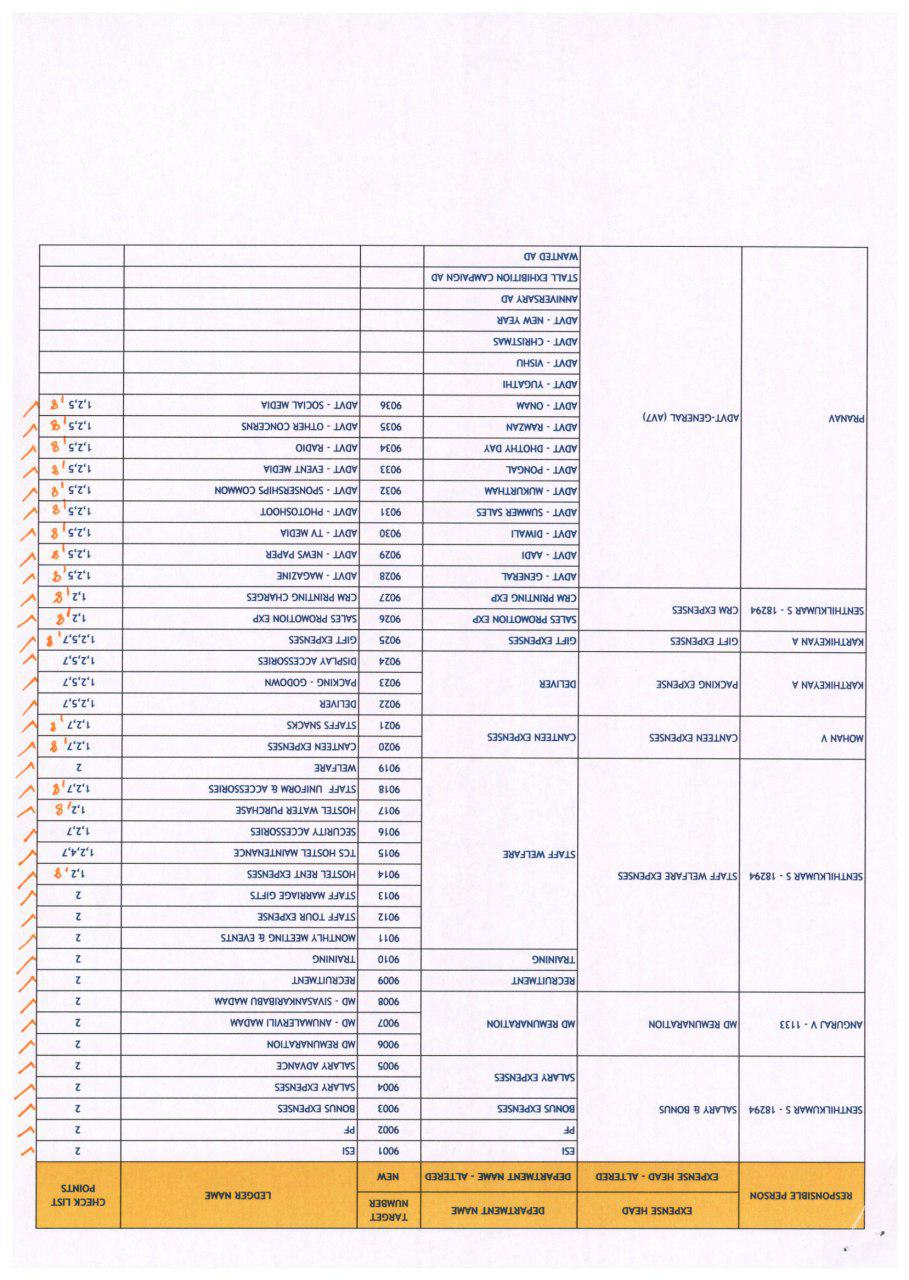 RESPONSIBLE PERSON EXPENSE HEAD DEPARTMENT NAME TARGET NUMBER LEDGER NAME CHECK LIST POINTS
EXPENSE HEAD - ALTERED DEPARTMENT NAME - ALTERED NEW
SENTHILKUMAR S - 18294 SALARY & BONUS ESI 9001 ESI 2 ✓
PF 9002 PF 2 ✓
BONUS EXPENSES 9003 BONUS EXPENSES 2 ✓
SALARY EXPENSES 9004 SALARY EXPENSES 2 ✓
9005 SALARY ADVANCE 2 ✓
ANGURAJ V - 1133 MD REMUNARATION MD REMUNARATION 9006 MD REMUNARATION 2 ✓
9007 MD - ANUMALERVILI MADAM 2 ✓
9008 MD - SIVASANKARIBABU MADAM 2 ✓
SENTHILKUMAR S - 18294 STAFF WELFARE EXPENSES RECRUITMENT 9009 RECRUITMENT 2 ✓
TRAINING 9010 TRAINING 2 ✓
STAFF WELFARE 9011 MONTHLY MEETING & EVENTS 2 ✓
9012 STAFF TOUR EXPENSE 2 ✓
9013 STAFF MARRIAGE GIFTS 2 ✓
9014 HOSTEL RENT EXPENSES 1,2,8 ✓
9015 TCS HOSTEL MAINTENANCE 1,2,4,7 ✓
9016 SECURITY ACCESSORIES 1,2,7 ✓
9017 HOSTEL WATER PURCHASE 1,2,8 ✓
9018 STAFF UNIFORM & ACCESSORIES 1,2,7,8 ✓
9019 WELFARE 2 ✓
MOHAN V CANTEEN EXPENSES CANTEEN EXPENSES 9020 CANTEEN EXPENSES 1,2,7,8 ✓
9021 STAFFS SNACKS 1,2,7,8 ✓
KARTHIKEYAN A PACKING EXPENSE DELIVER 9022 DELIVER 1,2,5,7 ✓
9023 PACKING - GODOWN 1,2,5,7 ✓
9024 DISPLAY ACCESSORIES 1,2,5,7 ✓
KARTHIKEYAN A GIFT EXPENSES GIFT EXPENSES 9025 GIFT EXPENSES 1,2,5,7,8 ✓
SENTHILKUMAR S - 18294 CRM EXPENSES SALES PROMOTION EXP 9026 SALES PROMOTION EXP 1,2,8 ✓
CRM PRINTING EXP 9027 CRM PRINTING CHARGES 1,2,8 ✓
PRANAV ADVT-GENERAL (AV7) ADVT - GENERAL 9028 ADVT - MAGAZINE 1,2,5,8 ✓
ADVT - AADI 9029 ADVT - NEWS PAPER 1,2,5,8 ✓
ADVT - DIWALI 9030 ADVT - TV MEDIA 1,2,5,8 ✓
ADVT - SUMMER SALES 9031 ADVT - PHOTOSHOOT 1,2,5,8 ✓
ADVT - MUKURTHAM 9032 ADVT - SPONSERSHIPS COMMON 1,2,5,8 ✓
ADVT - PONGAL 9033 ADVT - EVENT MEDIA 1,2,5,8 ✓
ADVT - DHOTHY DAY 9034 ADVT - RADIO 1,2,5,8 ✓
ADVT - RAMZAN 9035 ADVT - OTHER CONCERNS 1,2,5,8 ✓
ADVT - ONAM 9036 ADVT - SOCIAL MEDIA 1,2,5,8 ✓
ADVT - YUGATHI
ADVT - VISHU
ADVT - CHRISTMAS
ADVT - NEW YEAR
ANNIVERSARY AD
STALL EXHIBITION CAMPAIGN AD
WANTED AD